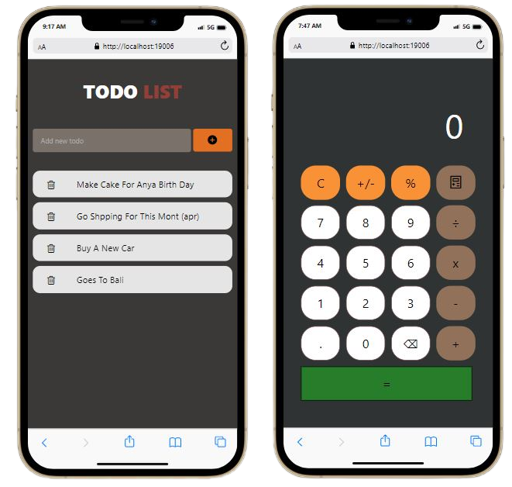 9:17 AM 5G
AA http://localhost:19006
TODO LIST
Add new todo
Make Cake For Anya Birth Day
Go Shpping For This Mont (apr)
Buy A New Car
Goes To Ball
7:47 AM 5G
AA http://localhost:19006
0
C +/- %
7 8 9 ÷
4 5 6 x
1 2 3 -
. 0 ⌫ +
=